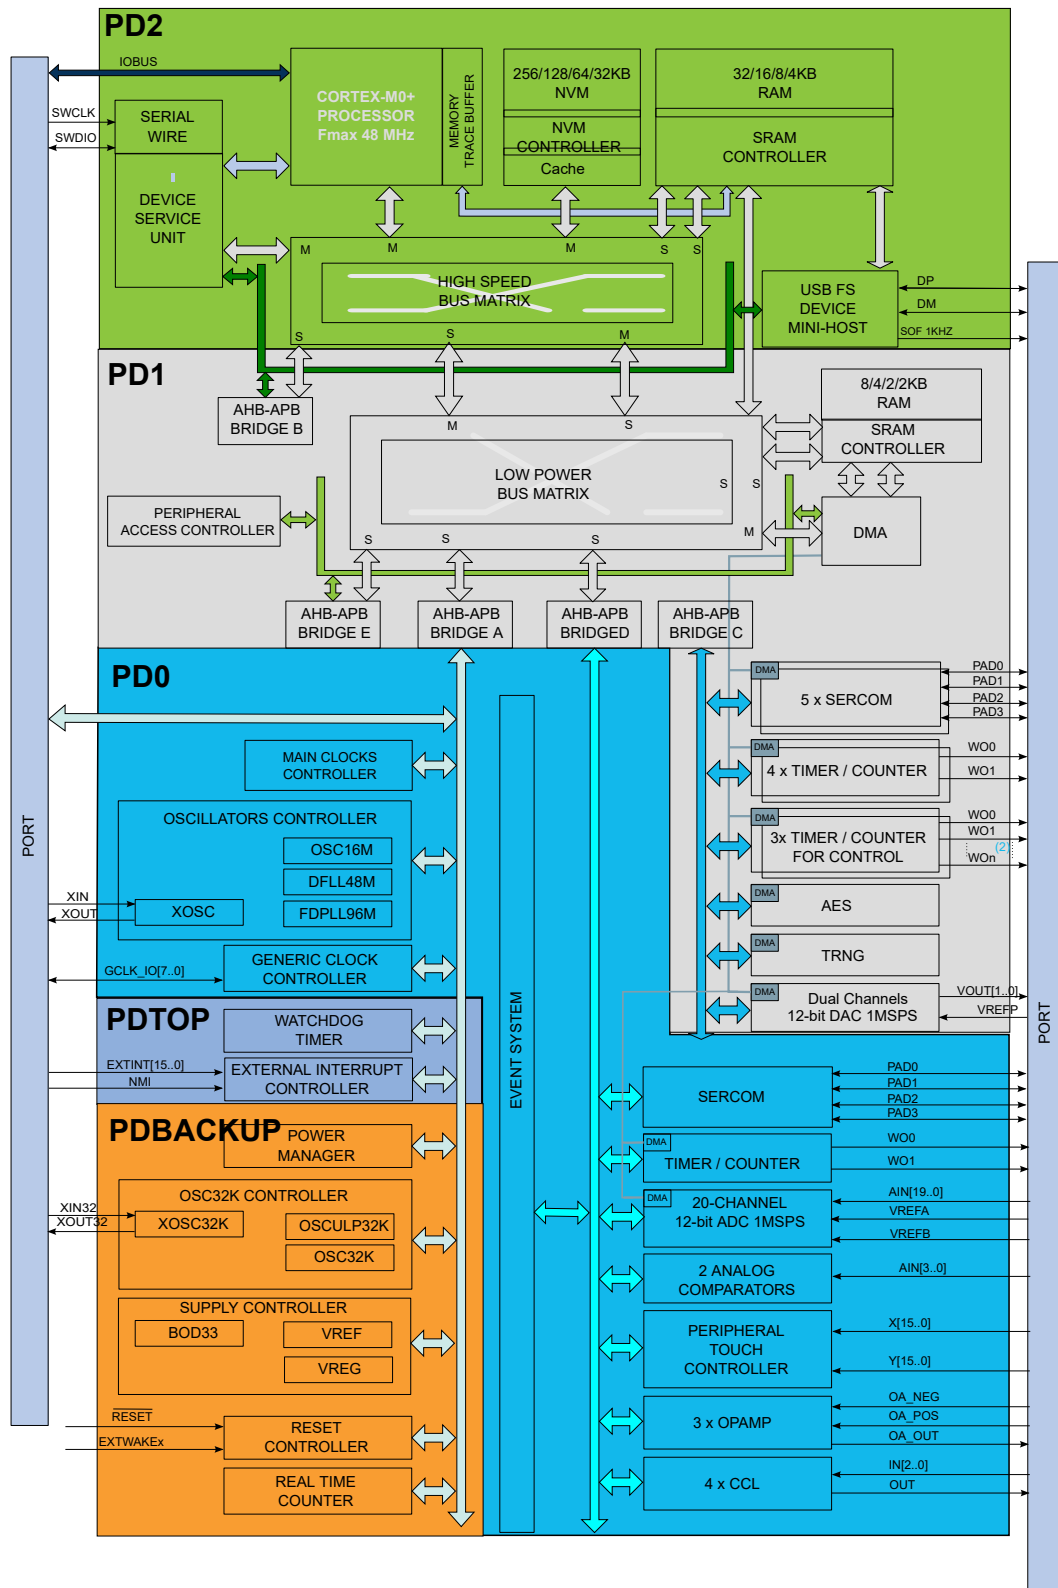 PD2
IOBUS
SWCLK
SWDIO
SERIAL
WIRE
DEVICE
SERVICE
UNIT
CORTEX-M0+
PROCESSOR
Fmax 48 MHz
MEMORY
TRACE BUFFER
256/128/64/32KB
NVM
NVM
CONTROLLER
Cache
32/16/8/4KB
RAM
SRAM
CONTROLLER
M
M
M
S
S
HIGH SPEED
BUS MATRIX
S
S
M
USB FS
DEVICE
MINI-HOST
DP
DM
SOF 1KHZ
PD1
AHB-APB
BRIDGE B
8/4/2/2KB
RAM
SRAM
CONTROLLER
M
S
LOW POWER
BUS MATRIX
S
S
M
S
S
S
PERIPHERAL
ACCESS CONTROLLER
DMA
AHB-APB
BRIDGE E
AHB-APB
BRIDGE A
AHB-APB
BRIDGED
AHB-APB
BRIDGE C
PD0
DMA
5 x SERCOM
PAD0
PAD1
PAD2
PAD3
MAIN CLOCKS
CONTROLLER
DMA
4 x TIMER / COUNTER
WO0
WO1
OSCILLATORS CONTROLLER
OSC16M
DFLL48M
FDPLL96M
XOSC
XIN
XOUT
PORT
DMA
3x TIMER / COUNTER
FOR CONTROL
WO0
WO1
(2)
WOn
DMA
AES
DMA
TRNG
GENERIC CLOCK
CONTROLLER
GCLK_IO[7..0]
DMA
Dual Channels
12-bit DAC 1MSPS
VOUT[1..0]
VREFP
PORT
PDTOP
WATCHDOG
TIMER
EVENT SYSTEM
EXTINT[15..0]
NMI
EXTERNAL INTERRUPT
CONTROLLER
SERCOM
PAD0
PAD1
PAD2
PAD3
PDBACKUP
POWER
MANAGER
DMA
TIMER / COUNTER
WO0
WO1
OSC32K CONTROLLER
XOSC32K
OSCULP32K
OSC32K
XIN32
XOUT32
DMA
20-CHANNEL
12-bit ADC 1MSPS
AIN[19..0]
VREFA
VREFB
2 ANALOG
COMPARATORS
AIN[3..0]
SUPPLY CONTROLLER
BOD33
VREF
VREG
PERIPHERAL
TOUCH
CONTROLLER
X[15..0]
Y[15..0]
RESET
EXTWAKEx
RESET
CONTROLLER
3 x OPAMP
OA_NEG
OA_POS
OA_OUT
REAL TIME
COUNTER
4 x CCL
IN[2..0]
OUT